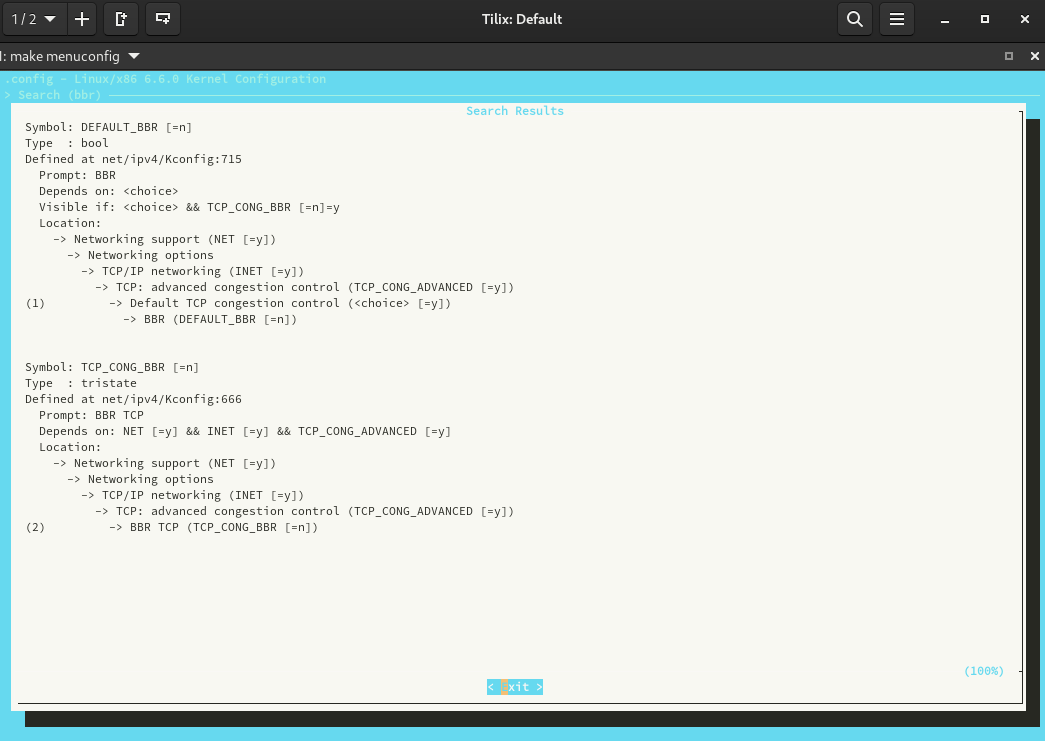 1 / 2
Tilix: Default
1: make menuconfig
.config - Linux/x86 6.6.0 Kernel Configuration
> Search (bbr)
Search Results
Symbol: DEFAULT_BBR [=n]
Type  : bool
Defined at net/ipv4/Kconfig:715
  Prompt: BBR
  Depends on: <choice>
  Visible if: <choice> && TCP_CONG_BBR [=n]=y
  Location:
    -> Networking support (NET [=y])
      -> Networking options
        -> TCP/IP networking (INET [=y])
          -> TCP: advanced congestion control (TCP_CONG_ADVANCED [=y])
(1)         -> Default TCP congestion control (<choice> [=y])
              -> BBR (DEFAULT_BBR [=n])
Symbol: TCP_CONG_BBR [=n]
Type  : tristate
Defined at net/ipv4/Kconfig:666
  Prompt: BBR TCP
  Depends on: NET [=y] && INET [=y] && TCP_CONG_ADVANCED [=y]
  Location:
    -> Networking support (NET [=y])
      -> Networking options
        -> TCP/IP networking (INET [=y])
          -> TCP: advanced congestion control (TCP_CONG_ADVANCED [=y])
(2)         -> BBR TCP (TCP_CONG_BBR [=n])
(100%)
< Exit >